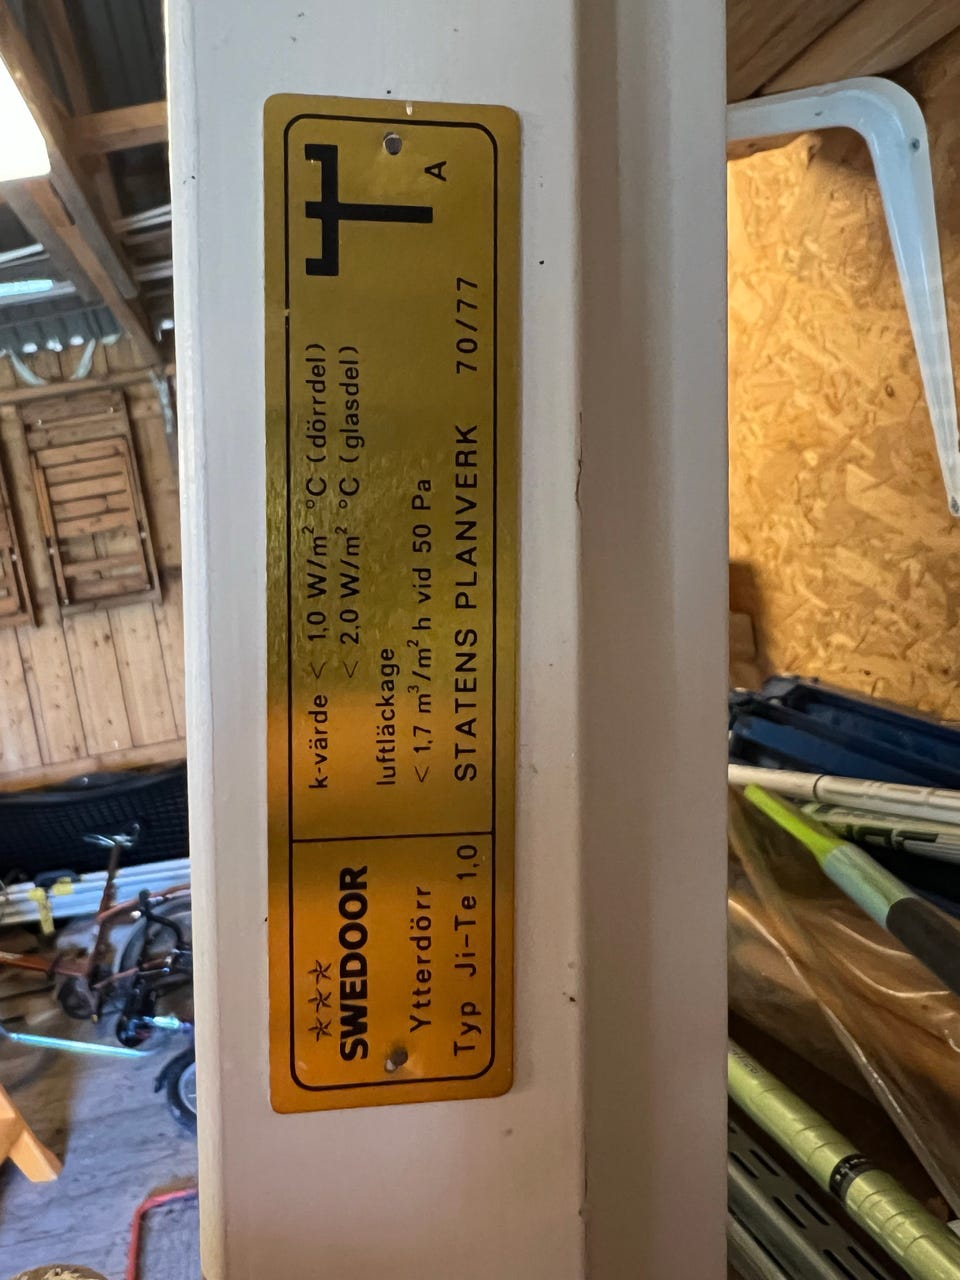 SWEDOOR
Ytterdörr
Typ Ji-Te 1,0
k-värde < 1,0 W/m² °C (dörrdel)
< 2,0 W/m² °C (glasdel)
luftläckage
< 1,7 m³/m² h vid 50 Pa
STATENS PLANVERK 70/77
A